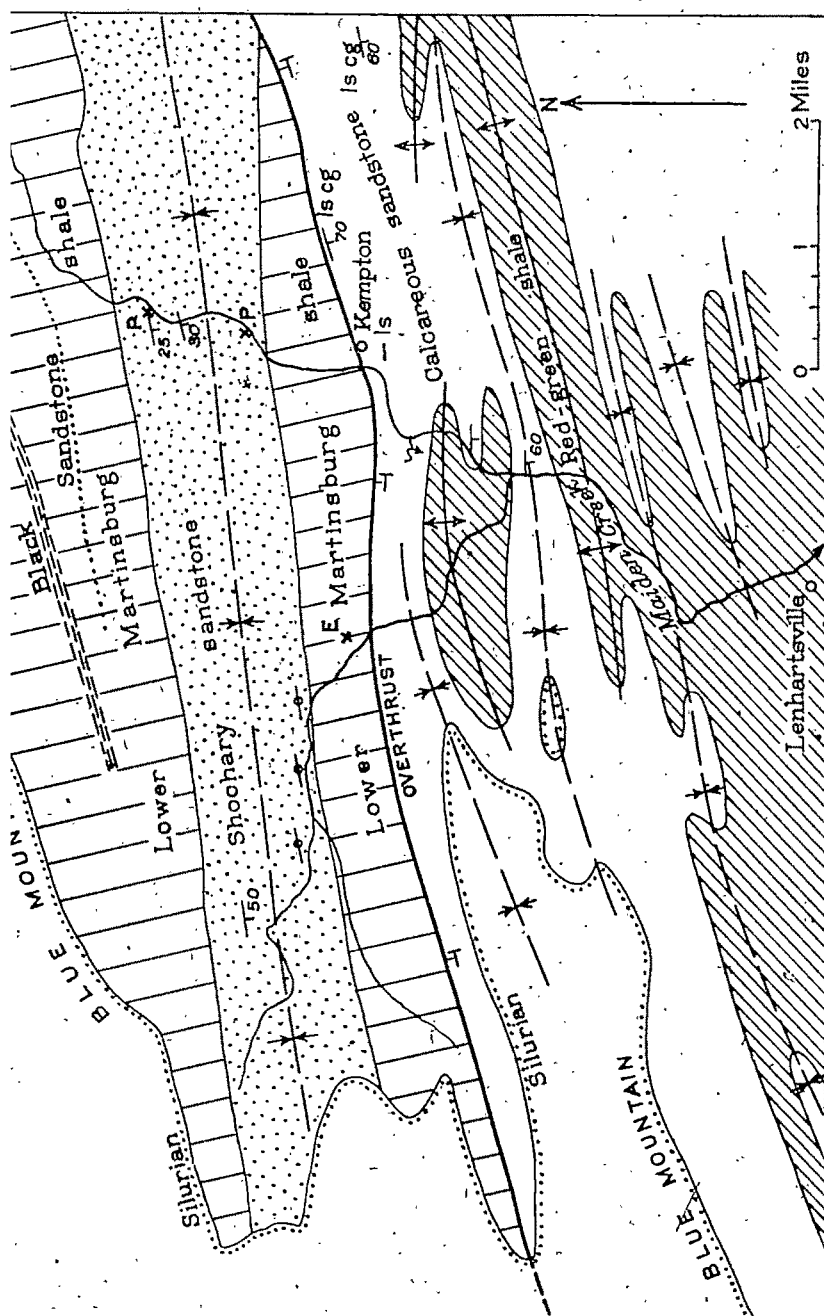 BLUE MOUN
Black
Sandstone
Lower Martinsburg shale
Silurian
Shochary sandstone
50
30
25
P
E
Lower Martinsburg shale
OVERTHRUST
Kempton
ls
70 ls cg
ls cg
60
Calcareous sandstone
Silurian
60
Red-green shale
Maiden Creek
BLUE MOUNTAIN
Lenhartsville
N
0 1 2 Miles